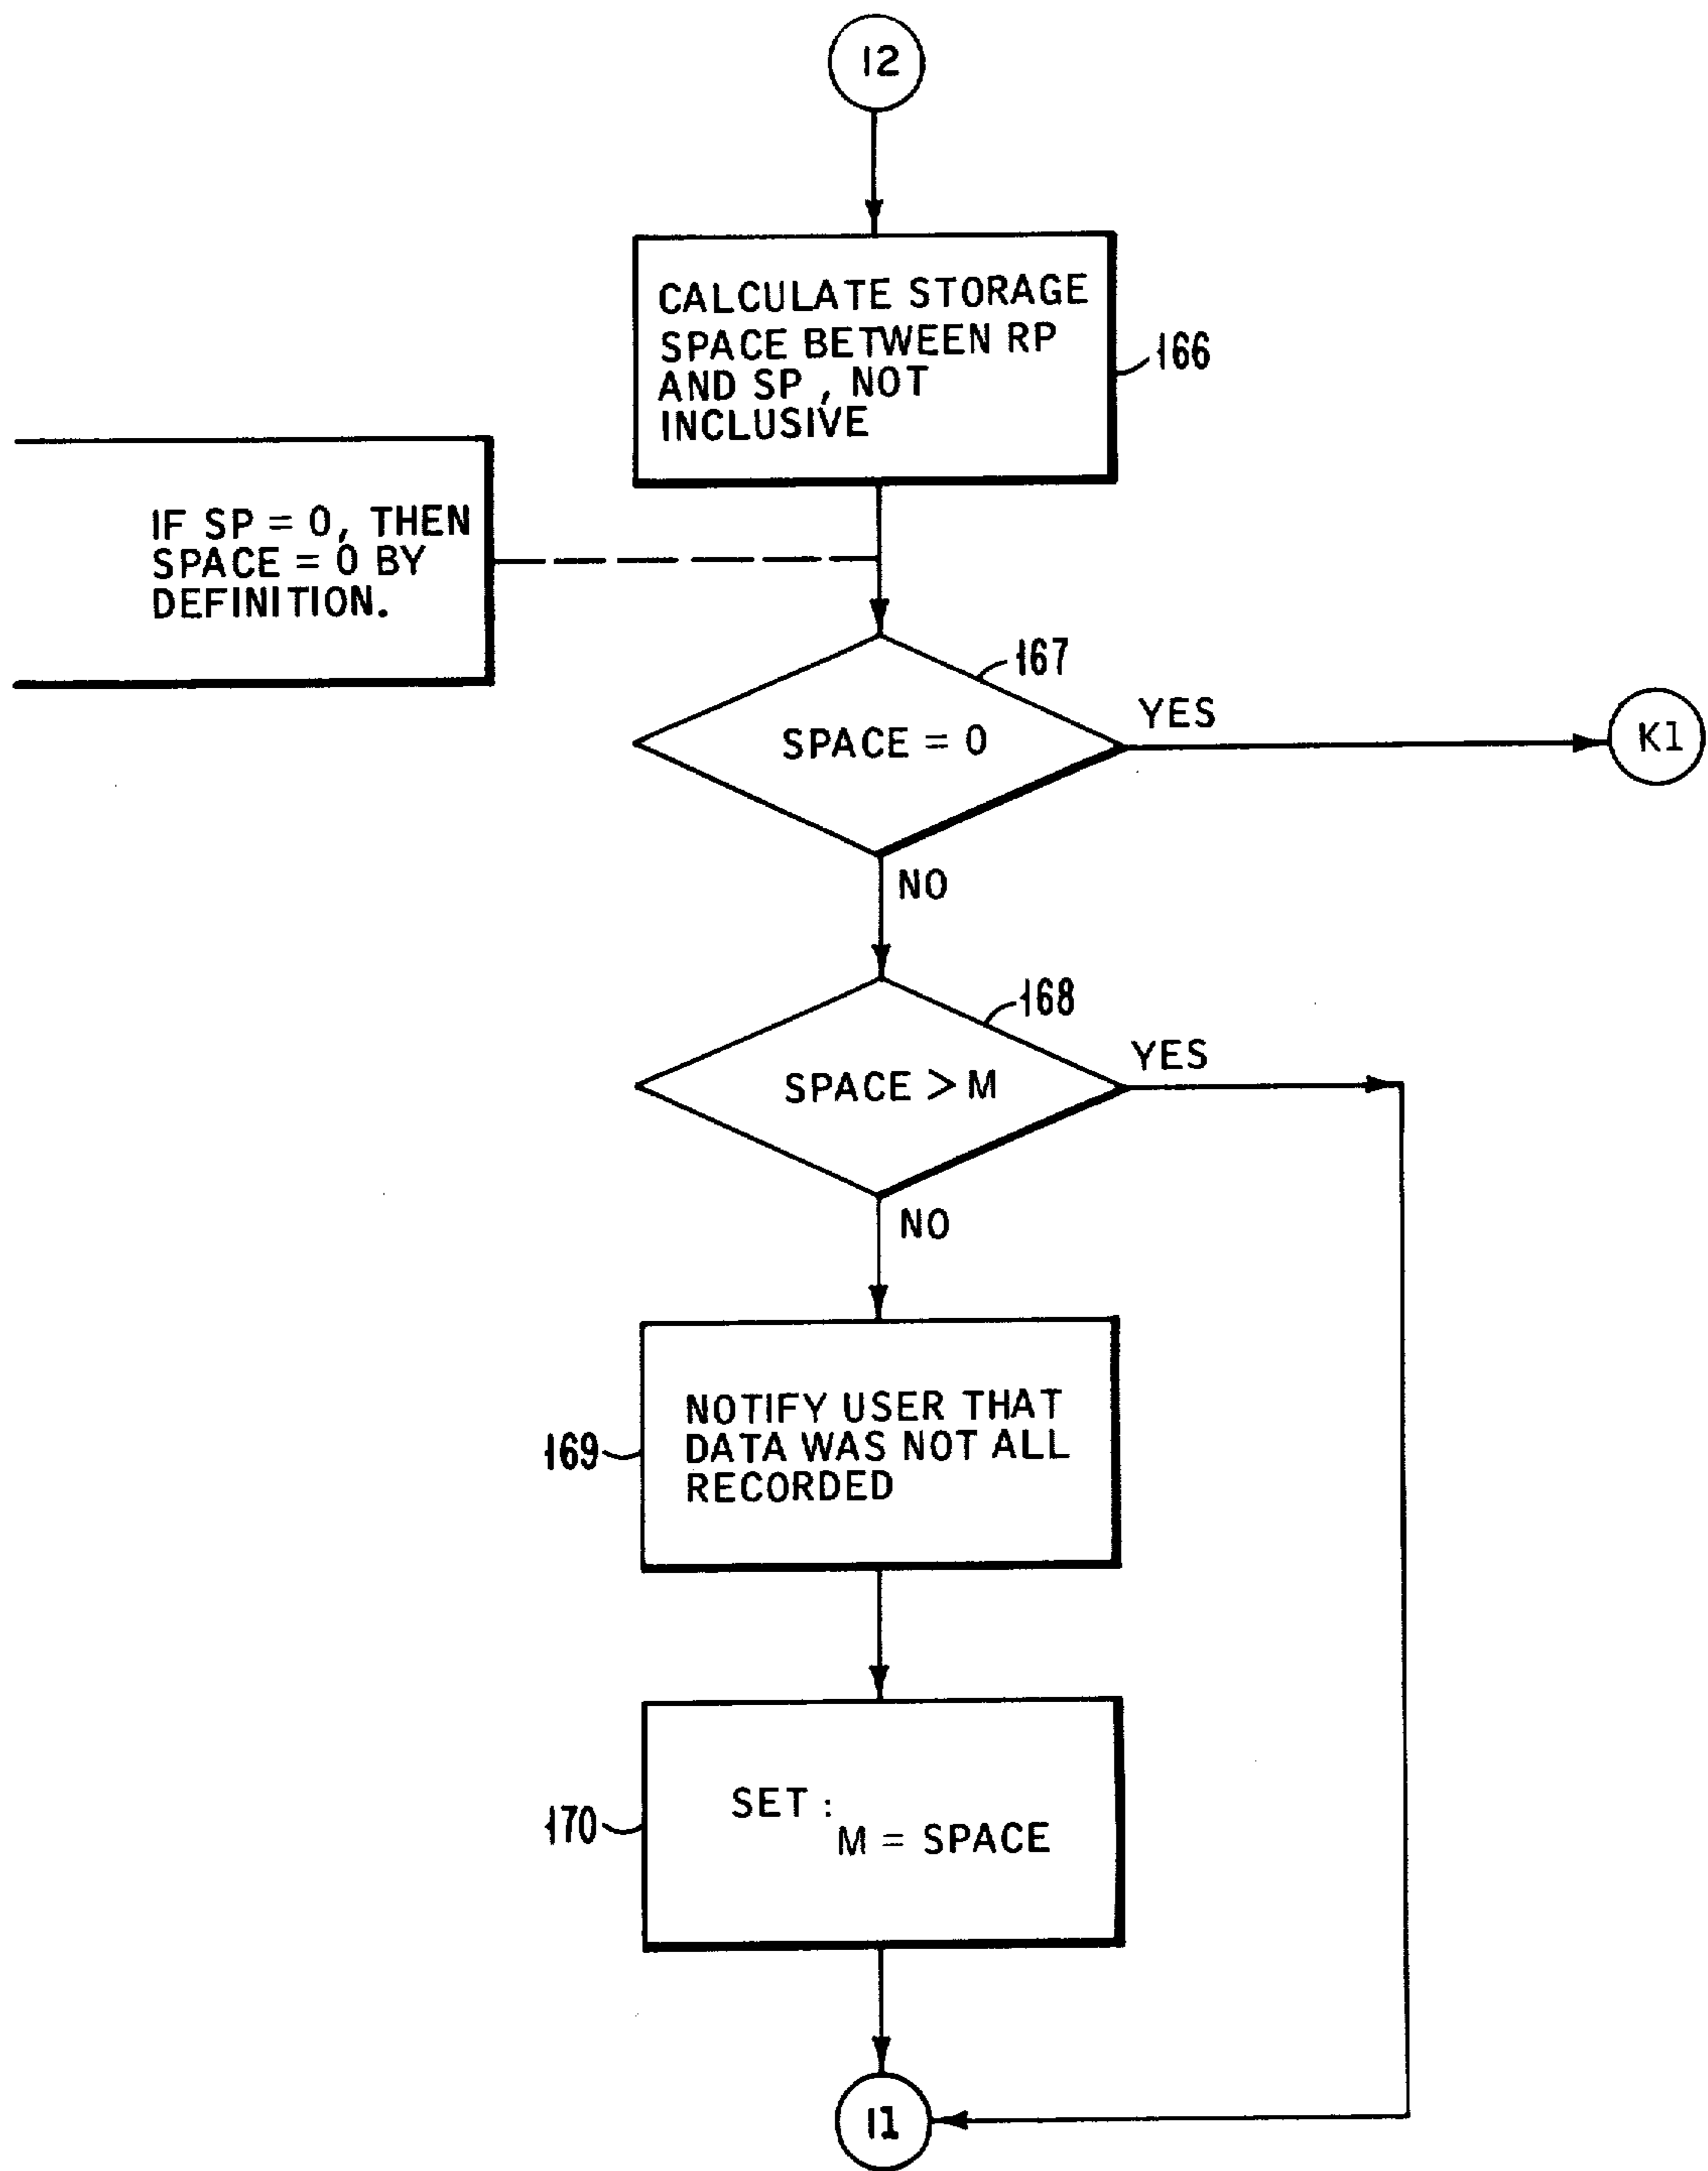 I2
CALCULATE STORAGE
SPACE BETWEEN RP
AND SP, NOT
INCLUSIVE
166
IF SP = 0, THEN
SPACE = 0 BY
DEFINITION.
167
SPACE = 0
YES
K1
NO
168
SPACE > M
YES
NO
169
NOTIFY USER THAT
DATA WAS NOT ALL
RECORDED
170
SET :
M = SPACE
I1